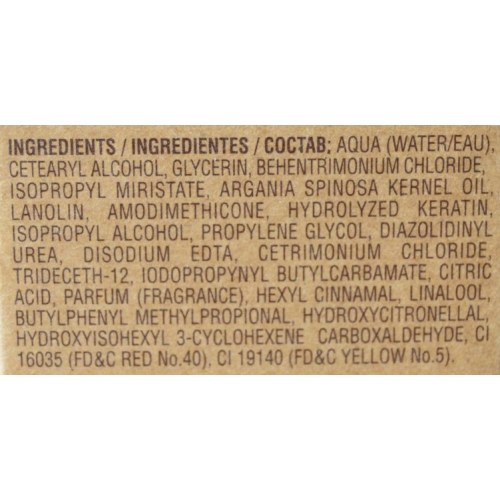 INGREDIENTS / INGREDIENTES / COCTAB: AQUA (WATER/EAU),
CETEARYL ALCOHOL, GLYCERIN, BEHENTRIMONIUM CHLORIDE,
ISOPROPYL MIRISTATE, ARGANIA SPINOSA KERNEL OIL,
LANOLIN, AMODIMETHICONE, HYDROLYZED KERATIN,
ISOPROPYL ALCOHOL, PROPYLENE GLYCOL, DIAZOLIDINYL
UREA, DISODIUM EDTA, CETRIMONIUM CHLORIDE,
TRIDECETH-12, IODOPROPYNYL BUTYLCARBAMATE, CITRIC
ACID, PARFUM (FRAGRANCE), HEXYL CINNAMAL, LINALOOL,
BUTYLPHENYL METHYLPROPIONAL, HYDROXYCITRONELLAL,
HYDROXYISOHEXYL 3-CYCLOHEXENE CARBOXALDEHYDE, CI
16035 (FD&C RED No.40), CI 19140 (FD&C YELLOW No.5).